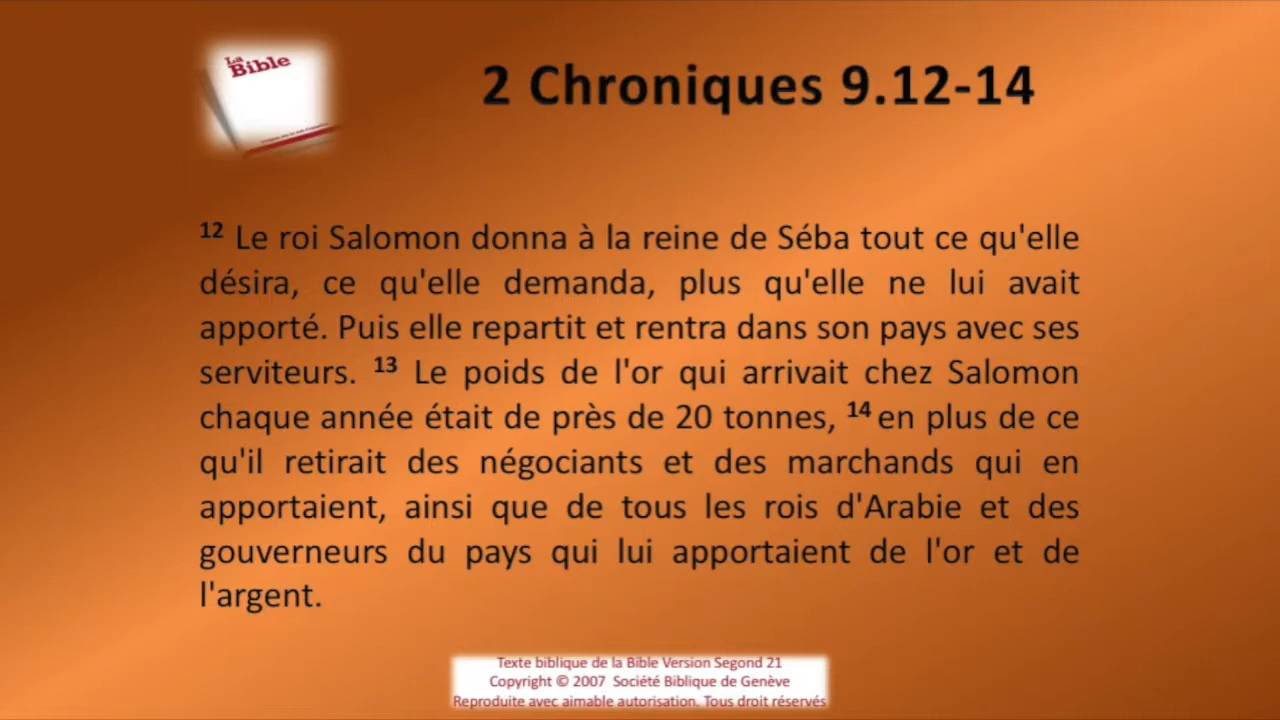 La
Bible
2 Chroniques 9.12-14
12 Le roi Salomon donna à la reine de Séba tout ce qu'elle
désira, ce qu'elle demanda, plus qu'elle ne lui avait
apporté. Puis elle repartit et rentra dans son pays avec ses
serviteurs. 13 Le poids de l'or qui arrivait chez Salomon
chaque année était de près de 20 tonnes, 14 en plus de ce
qu'il retirait des négociants et des marchands qui en
apportaient, ainsi que de tous les rois d'Arabie et des
gouverneurs du pays qui lui apportaient de l'or et de
l'argent.
Texte biblique de la Bible Version Segond 21
Copyright © 2007 Société Biblique de Genève
Reproduite avec aimable autorisation. Tous droit réservés